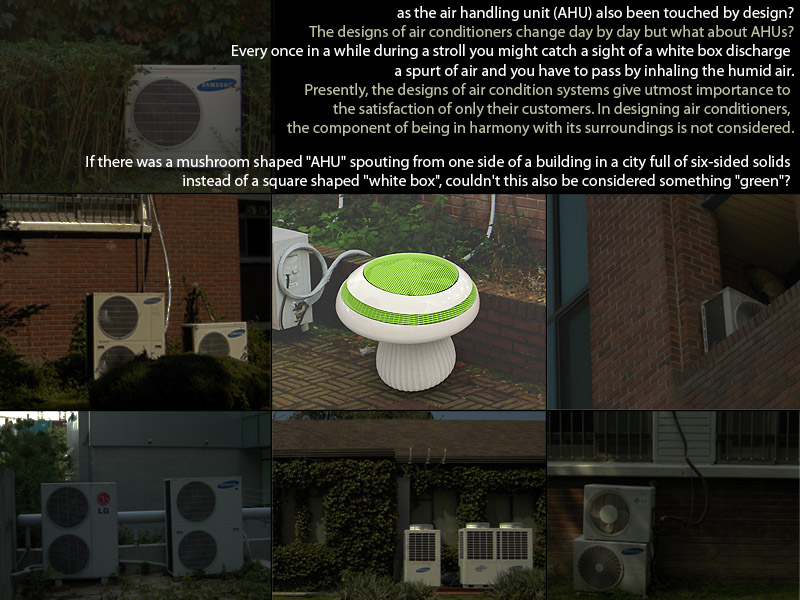 as the air handling unit (AHU) also been touched by design?
The designs of air conditioners change day by day but what about AHUs?
Every once in a while during a stroll you might catch a sight of a white box discharge
a spurt of air and you have to pass by inhaling the humid air.
Presently, the designs of air condition systems give utmost importance to
the satisfaction of only their customers. In designing air conditioners,
the component of being in harmony with its surroundings is not considered.
If there was a mushroom shaped "AHU" spouting from one side of a building in a city full of six-sided solids
instead of a square shaped "white box", couldn't this also be considered something "green"?
SAMSUNG
LG